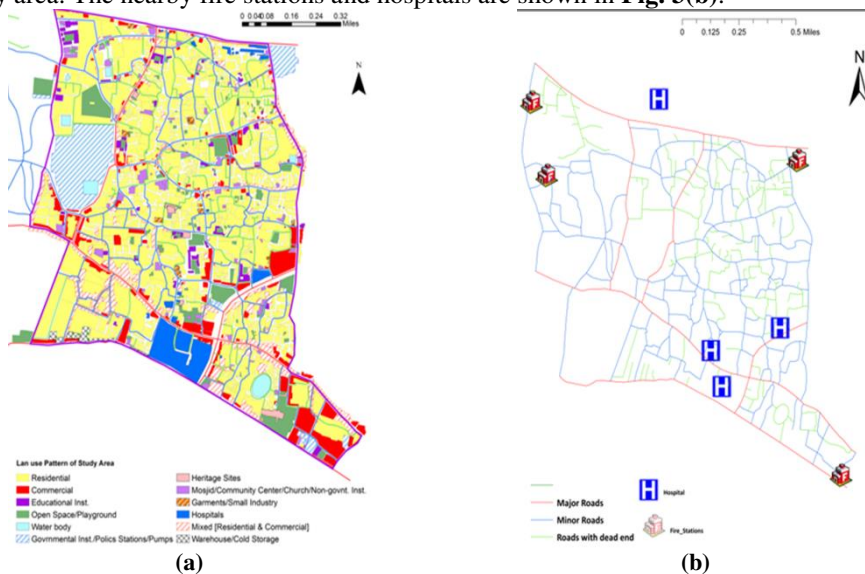 y area. The nearby fire stations and hospitals are shown in Fig. 3(b).
0 0.04 0.08 0.16 0.24 0.32
Miles
N
0 0.125 0.25 0.5 Miles
N
Lan use Pattern of Study Area
Residential
Commercial
Educational Inst.
Open Space/Playground
Water body
Govrnmental Inst./Polics Stations/Pumps
Heritage Sites
Mosjid/Community Center/Church/Non-govnt. Inst.
Garments/Small Industry
Hospitals
Mixed [Residential & Commercial]
Warehouse/Cold Storage
H
H
H
H
Major Roads
Minor Roads
Roads with dead end
H Hospital
Fire_Stations
(a)
(b)